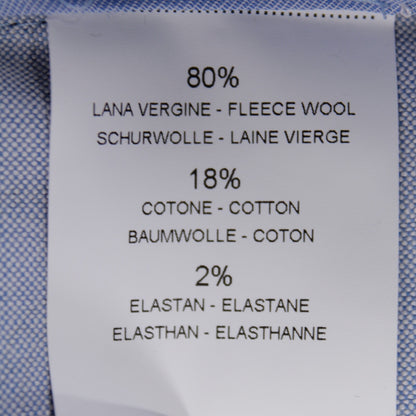 80%
LANA VERGINE - FLEECE WOOL
SCHURWOLLE - LAINE VIERGE
18%
COTONE - COTTON
BAUMWOLLE - COTON
2%
ELASTAN - ELASTANE
ELASTHAN - ELASTHANNE